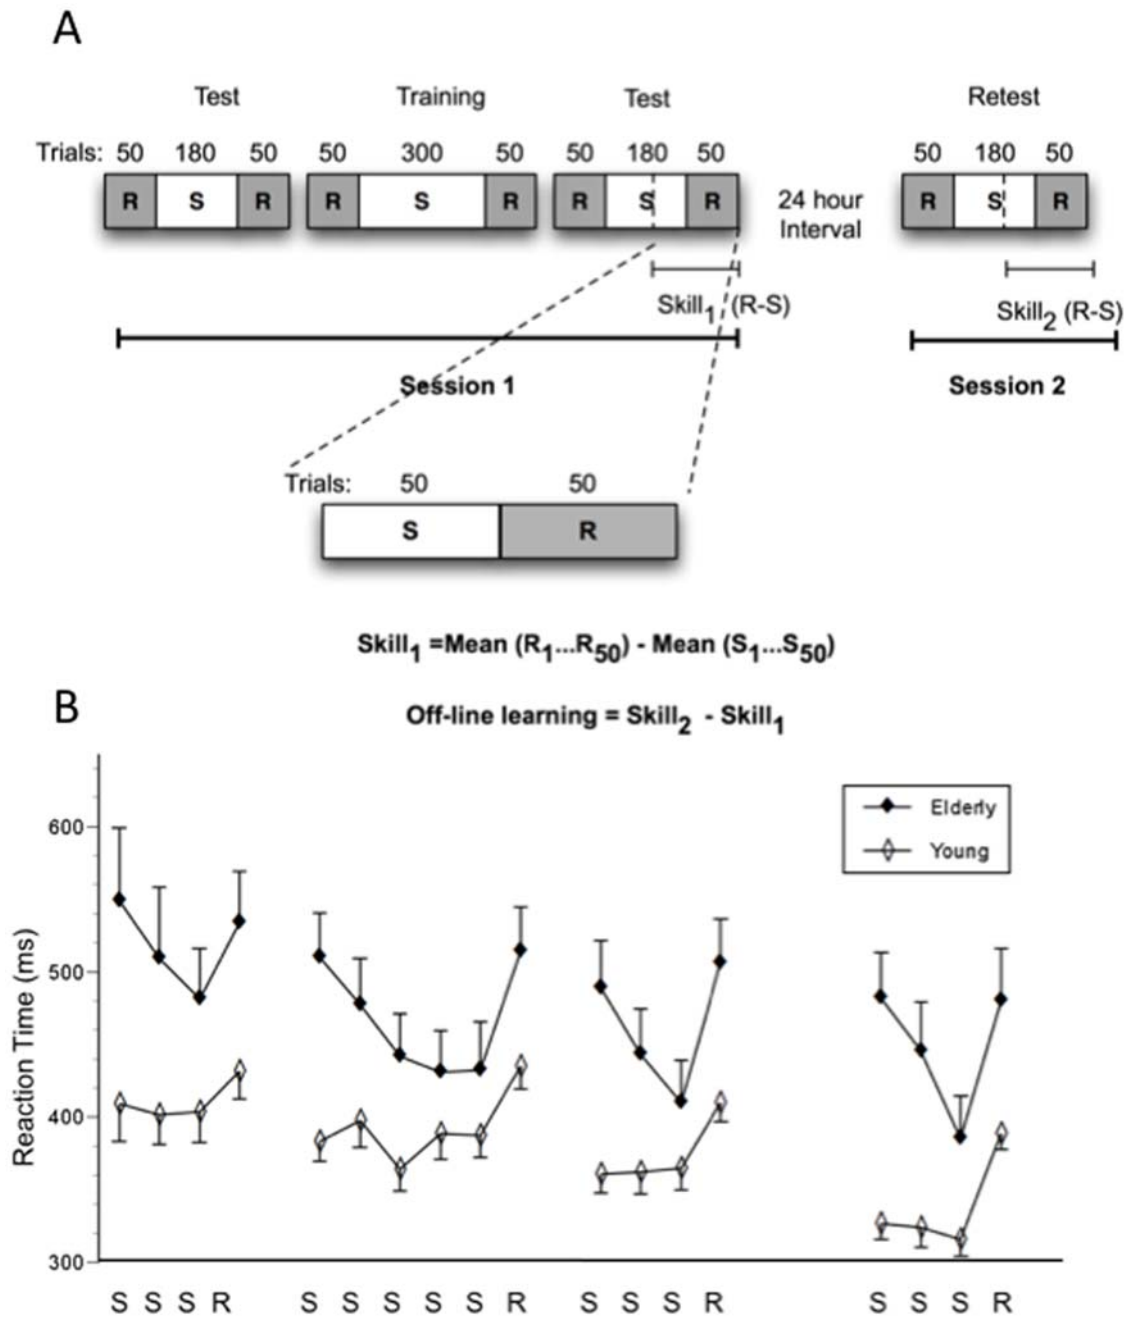 A
Test Training Test Retest
Trials: 50 180 50 50 300 50 50 180 50 50 180 50
R S R R S R R S R 24 hour R S R
Interval
Skill1 (R-S) Skill2 (R-S)
Session 1 Session 2
Trials: 50 50
S R
Skill1 =Mean (R1...R50) - Mean (S1...S50)
B
Off-line learning = Skill2 - Skill1
Elderly
Young
Reaction Time (ms)
600
500
400
300
S S S R S S S S S R S S S R S S S R